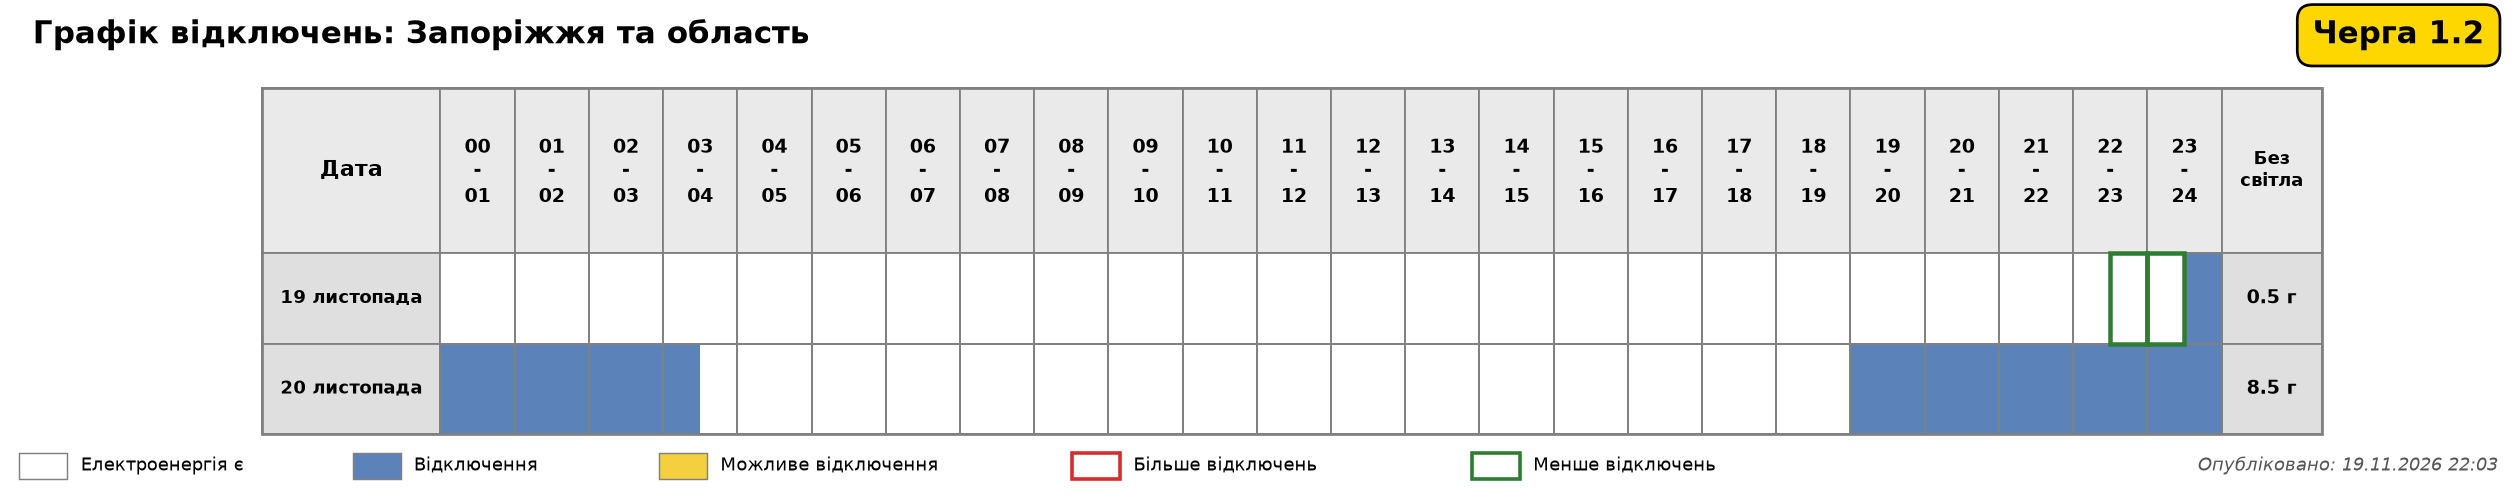 Графік відключень: Запоріжжя та область
Черга 1.2
Дата
00 - 01
01 - 02
02 - 03
03 - 04
04 - 05
05 - 06
06 - 07
07 - 08
08 - 09
09 - 10
10 - 11
11 - 12
12 - 13
13 - 14
14 - 15
15 - 16
16 - 17
17 - 18
18 - 19
19 - 20
20 - 21
21 - 22
22 - 23
23 - 24
Без
світла
19 листопада
0.5 г
20 листопада
8.5 г
Електроенергія є
Відключення
Можливе відключення
Більше відключень
Менше відключень
Опубліковано: 19.11.2026 22:03